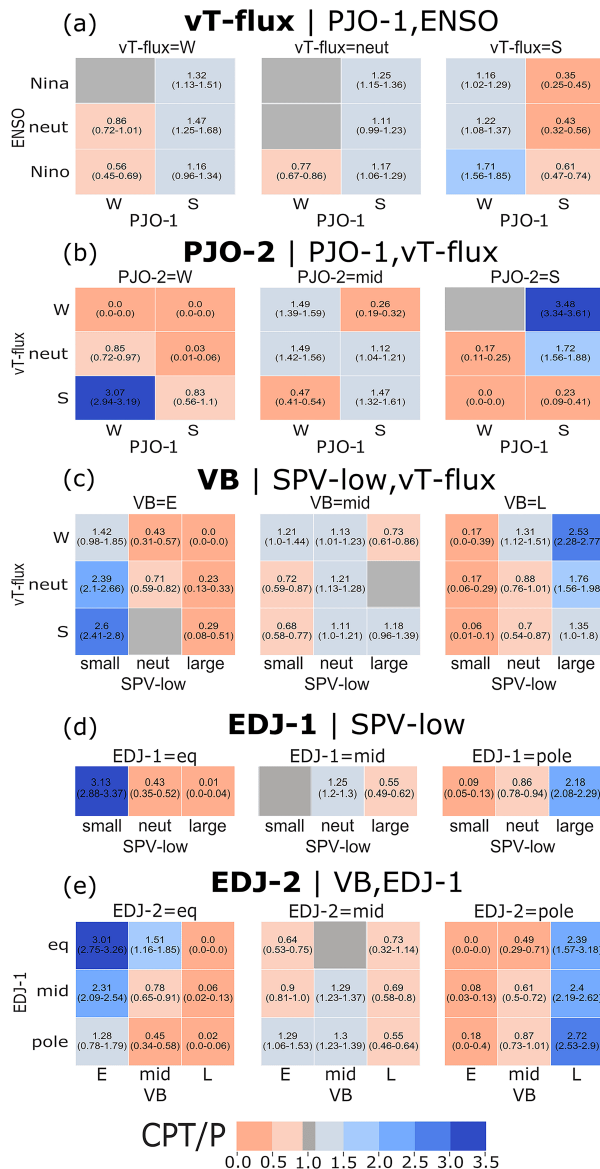 (a) vT-flux | PJO-1,ENSO
vT-flux=W vT-flux=neut vT-flux=S
Nina 1.32 1.25 1.16 0.35
(1.13-1.51) (1.15-1.36) (1.02-1.29) (0.25-0.45)
neut 0.86 1.47 1.11 1.22 0.43
(0.72-1.01) (1.25-1.68) (0.99-1.23) (1.08-1.37) (0.32-0.56)
Nino 0.56 1.16 0.77 1.17 1.71 0.61
(0.45-0.69) (0.96-1.34) (0.67-0.86) (1.06-1.29) (1.56-1.85) (0.47-0.74)
ENSO
W S W S W S
PJO-1 PJO-1 PJO-1
(b) PJO-2 | PJO-1,vT-flux
PJO-2=W PJO-2=mid PJO-2=S
W 0.0 0.0 1.49 0.26 3.48
(0.0-0.0) (0.0-0.0) (1.39-1.59) (0.19-0.32) (3.34-3.61)
neut 0.85 0.03 1.49 1.12 0.17 1.72
(0.72-0.97) (0.01-0.06) (1.42-1.56) (1.04-1.21) (0.11-0.25) (1.56-1.88)
S 3.07 0.83 0.47 1.47 0.0 0.23
(2.94-3.19) (0.56-1.1) (0.41-0.54) (1.32-1.61) (0.0-0.0) (0.09-0.41)
vT-flux
W S W S W S
PJO-1 PJO-1 PJO-1
(c) VB | SPV-low,vT-flux
VB=E VB=mid VB=L
W 1.42 0.43 0.0 1.21 1.13 0.73 0.17 1.31 2.53
(0.98-1.85) (0.31-0.57) (0.0-0.0) (1.0-1.44) (1.01-1.23) (0.61-0.86) (0.0-0.39) (1.12-1.51) (2.28-2.77)
neut 2.39 0.71 0.23 0.72 1.21 0.17 0.88 1.76
(2.1-2.66) (0.59-0.82) (0.13-0.33) (0.59-0.87) (1.13-1.28) (0.06-0.29) (0.76-1.01) (1.56-1.98)
S 2.6 0.29 0.68 1.11 1.18 0.06 0.7 1.35
(2.41-2.8) (0.08-0.51) (0.58-0.77) (1.0-1.21) (0.96-1.39) (0.01-0.1) (0.54-0.87) (1.0-1.8)
vT-flux
small neut large small neut large small neut large
SPV-low SPV-low SPV-low
(d) EDJ-1 | SPV-low
EDJ-1=eq EDJ-1=mid EDJ-1=pole
3.13 0.43 0.01 1.25 0.55 0.09 0.86 2.18
(2.88-3.37) (0.35-0.52) (0.0-0.04) (1.2-1.3) (0.49-0.62) (0.05-0.13) (0.78-0.94) (2.08-2.29)
small neut large small neut large small neut large
SPV-low SPV-low SPV-low
(e) EDJ-2 | VB,EDJ-1
EDJ-2=eq EDJ-2=mid EDJ-2=pole
eq 3.01 1.51 0.0 0.64 0.73 0.0 0.49 2.39
(2.75-3.26) (1.16-1.85) (0.0-0.0) (0.53-0.75) (0.32-1.14) (0.0-0.0) (0.29-0.71) (1.57-3.18)
mid 2.31 0.78 0.06 0.9 1.29 0.69 0.08 0.61 2.4
(2.09-2.54) (0.65-0.91) (0.02-0.13) (0.81-1.0) (1.23-1.37) (0.58-0.8) (0.03-0.13) (0.5-0.72) (2.19-2.62)
pole 1.28 0.45 0.02 1.29 1.3 0.55 0.18 0.87 2.72
(0.78-1.79) (0.34-0.58) (0.0-0.06) (1.06-1.53) (1.23-1.39) (0.46-0.64) (0.0-0.4) (0.73-1.01) (2.53-2.9)
EDJ-1
E mid L E mid L E mid L
VB VB VB
CPT/P
0.0 0.5 1.0 1.5 2.0 2.5 3.0 3.5